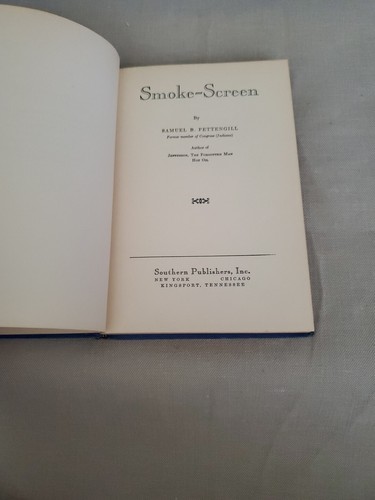 Smoke-Screen
By
SAMUEL B. PETTENGILL
Former member of Congress (Indiana)
Author of
Jefferson, The Forgotten Man
Hot Oil
Southern Publishers, Inc.
NEW YORK CHICAGO
KINGSPORT, TENNESSEE